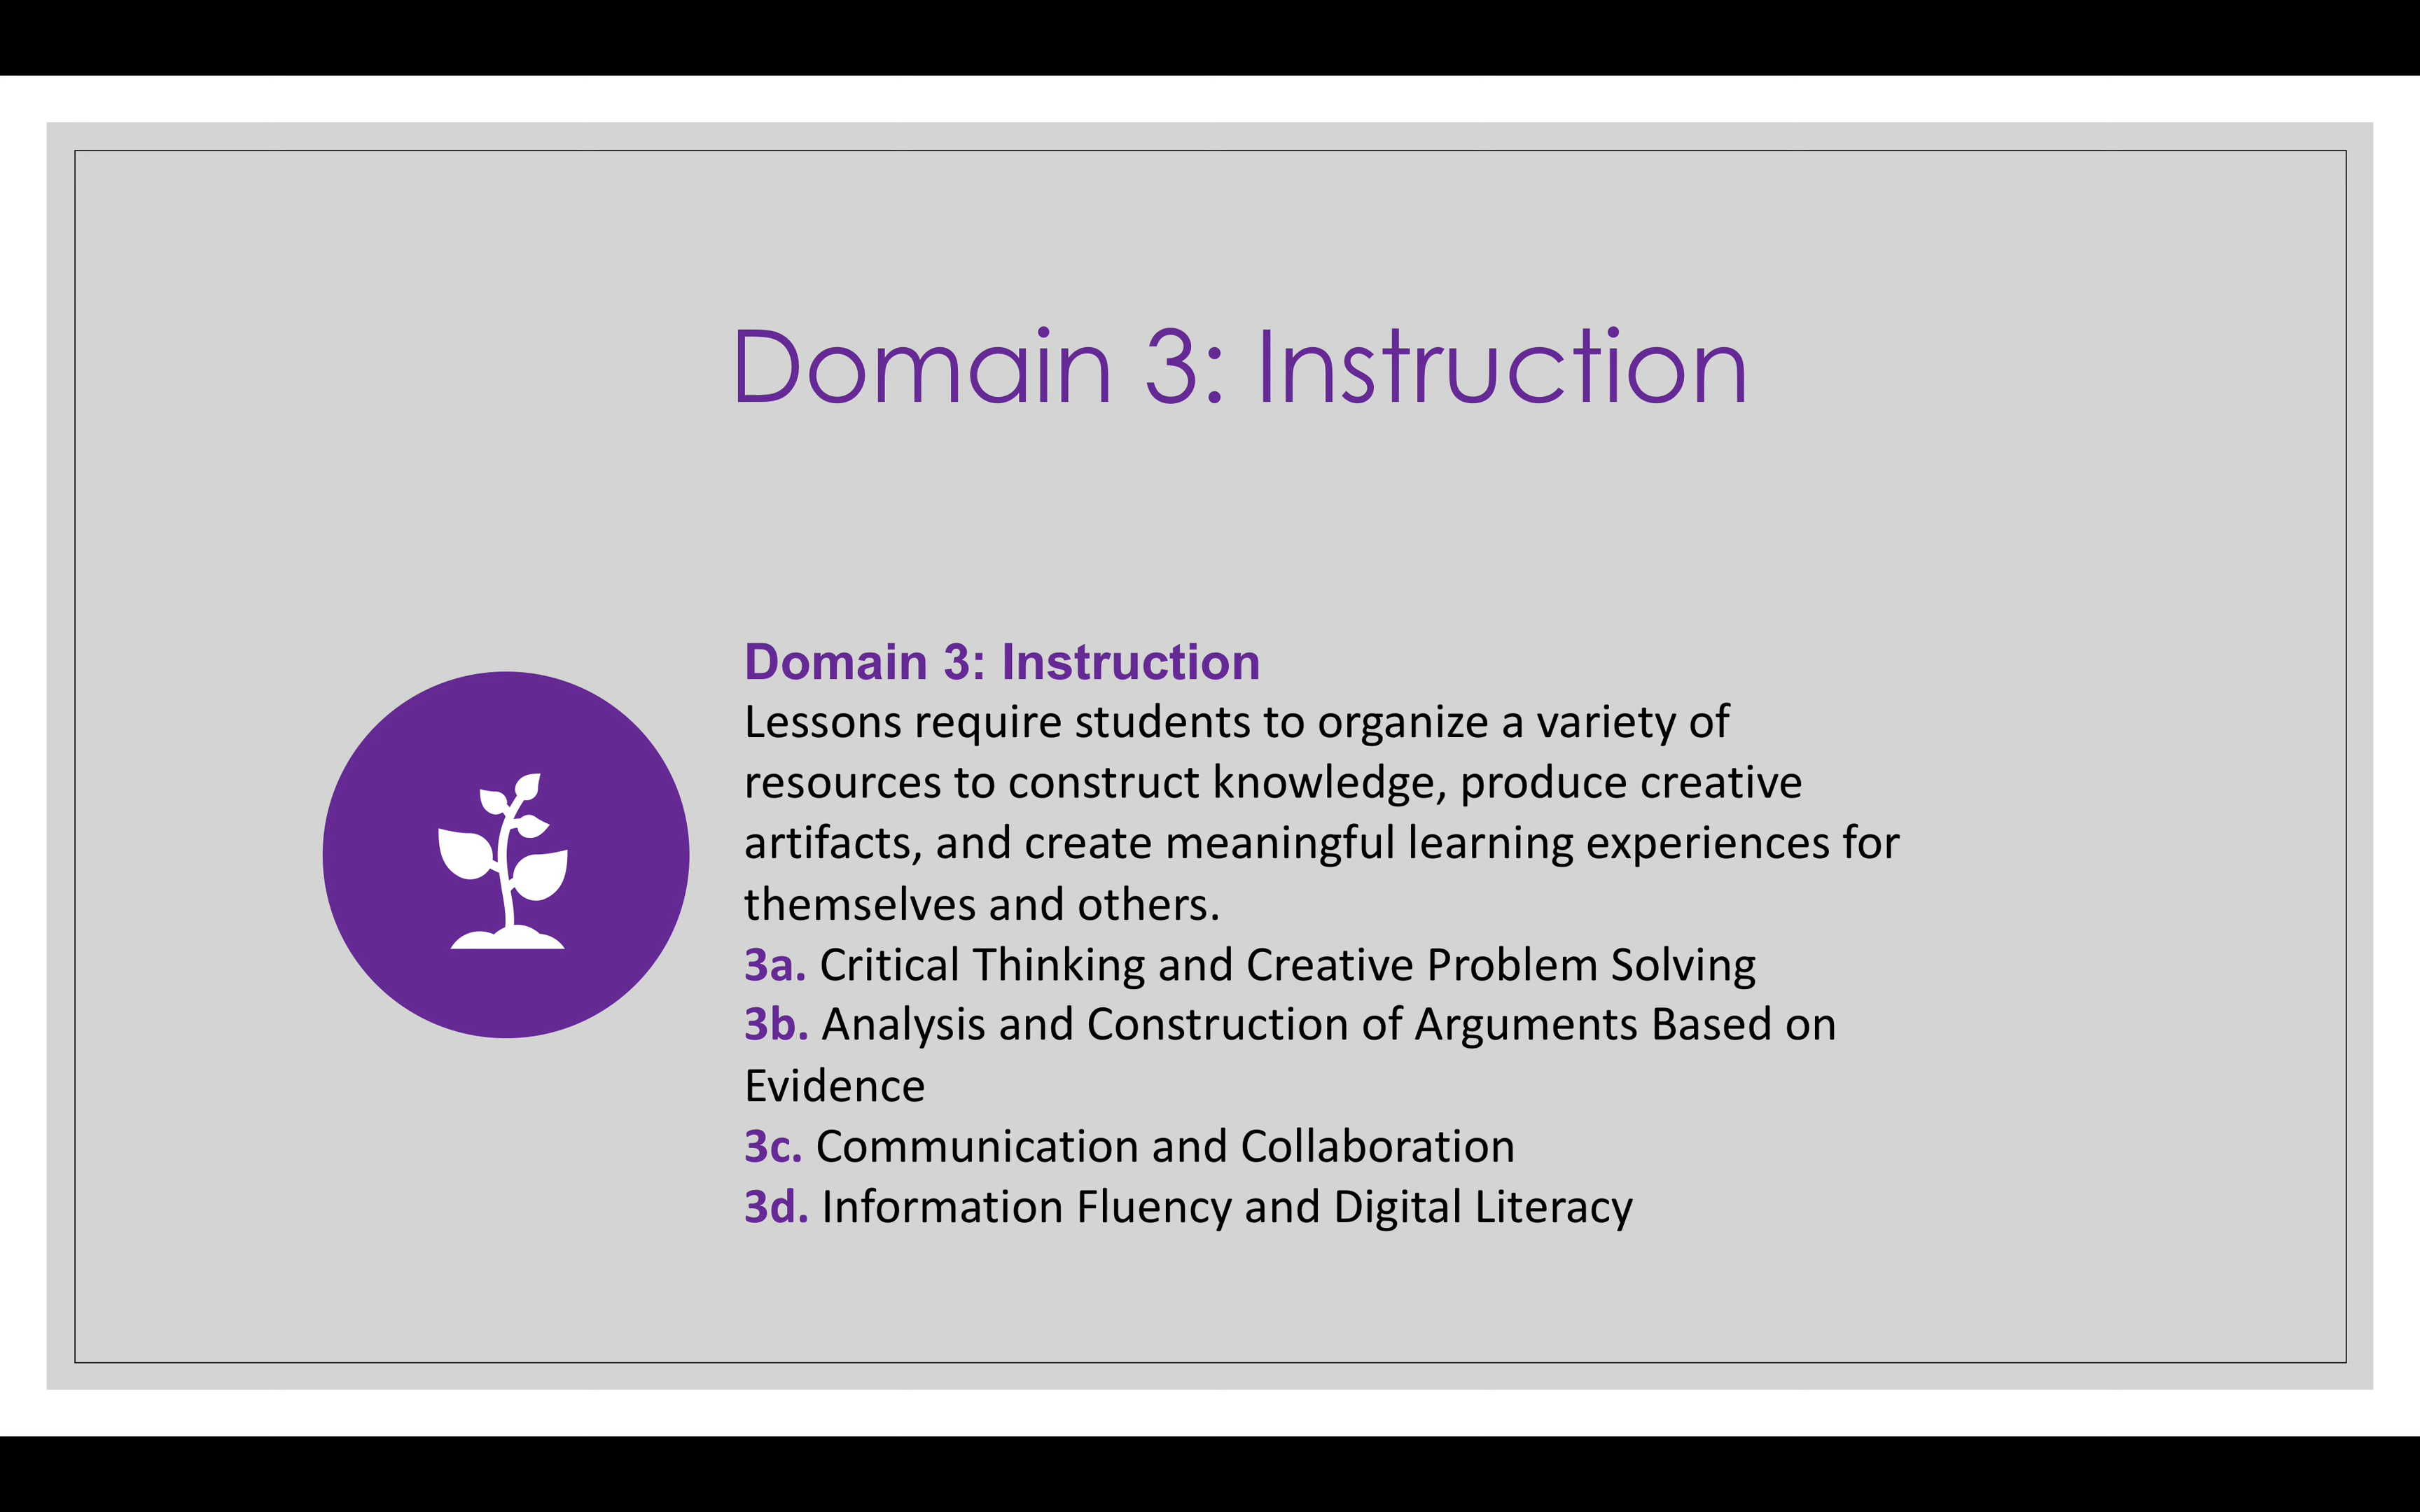 Domain 3: Instruction
Domain 3: Instruction
Lessons require students to organize a variety of
resources to construct knowledge, produce creative
artifacts, and create meaningful learning experiences for
themselves and others.
3a. Critical Thinking and Creative Problem Solving
3b. Analysis and Construction of Arguments Based on
Evidence
3c. Communication and Collaboration
3d. Information Fluency and Digital Literacy